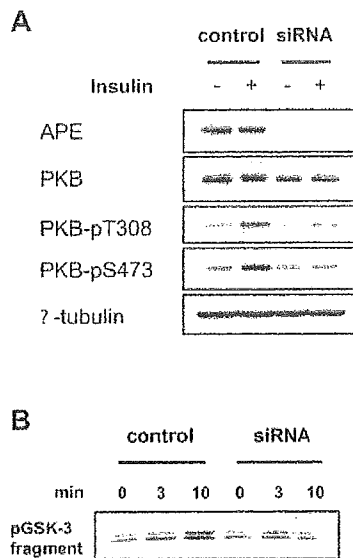 A
control siRNA
Insulin - + - +
APE
PKB
PKB-pT308
PKB-pS473
?-tubulin
B
control siRNA
min 0 3 10 0 3 10
pGSK-3
fragment